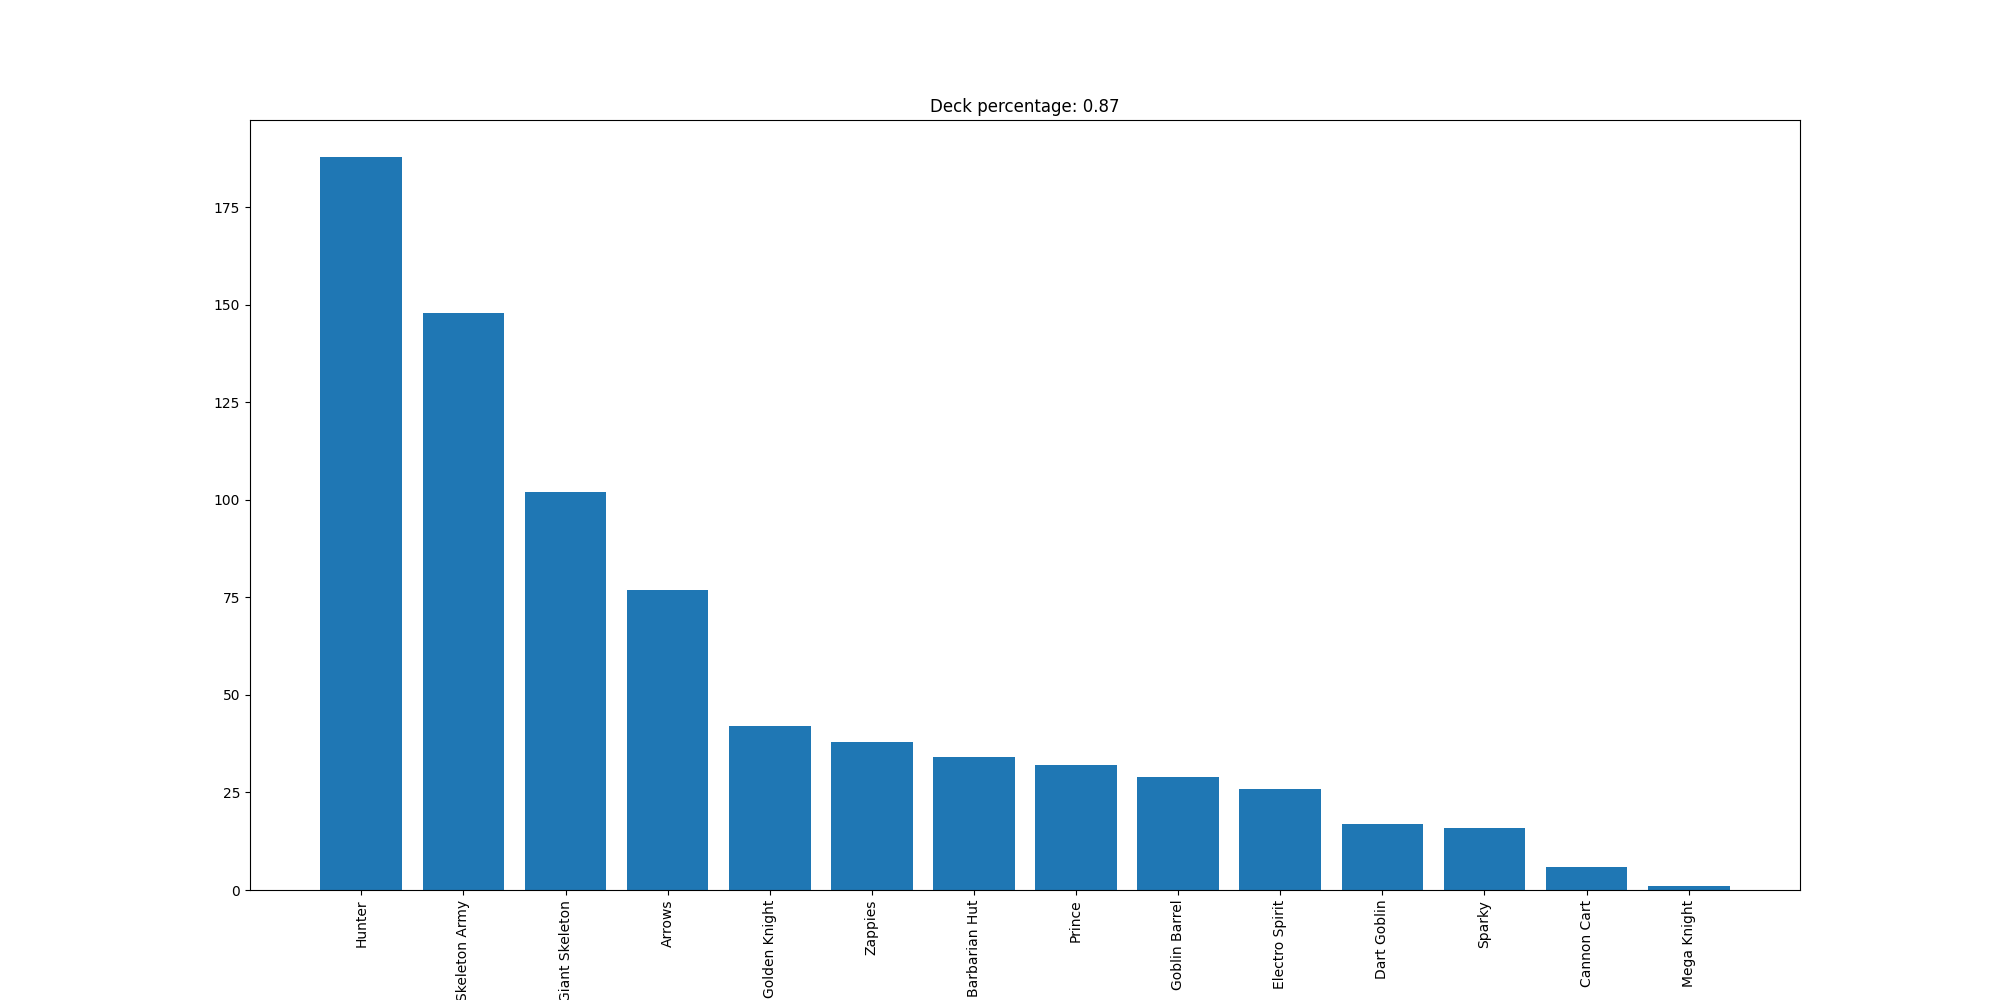 Deck percentage: 0.87
175
150
125
100
75
50
25
0
Hunter
Skeleton Army
Giant Skeleton
Arrows
Golden Knight
Zappies
Barbarian Hut
Prince
Goblin Barrel
Electro Spirit
Dart Goblin
Sparky
Cannon Cart
Mega Knight